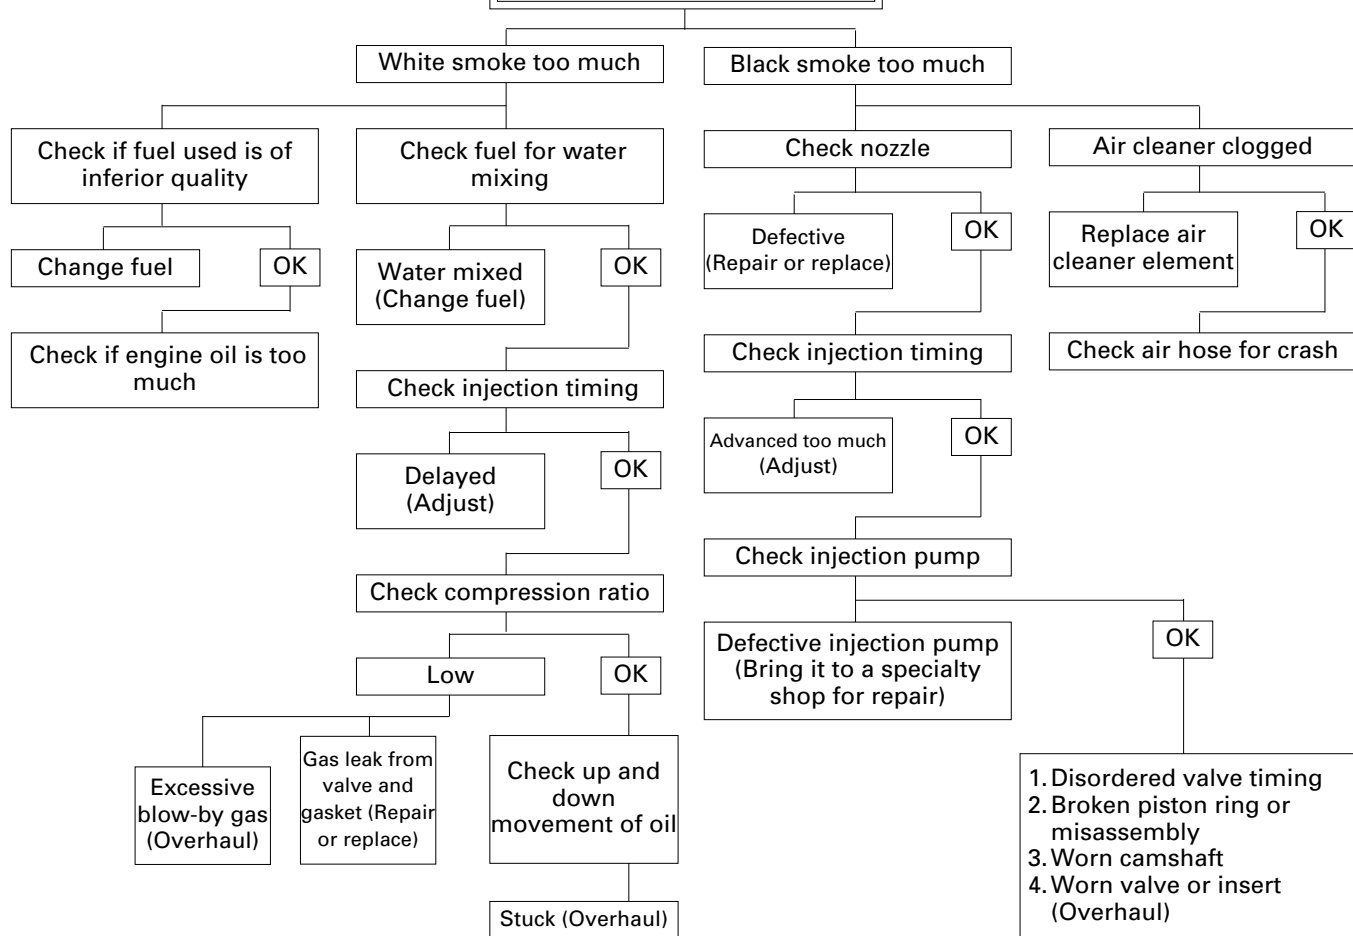 White smoke too much
Black smoke too much
Check if fuel used is of
inferior quality
Check fuel for water
mixing
Check nozzle
Air cleaner clogged
Change fuel
OK
Water mixed
(Change fuel)
OK
Defective
(Repair or replace)
OK
Replace air
cleaner element
OK
Check if engine oil is too
much
Check injection timing
Check injection timing
Check air hose for crash
Delayed
(Adjust)
OK
Advanced too much
(Adjust)
OK
Check compression ratio
Check injection pump
Low
OK
Defective injection pump
(Bring it to a specialty
shop for repair)
OK
Excessive
blow-by gas
(Overhaul)
Gas leak from
valve and
gasket (Repair
or replace)
Check up and
down
movement of oil
Stuck (Overhaul)
1. Disordered valve timing
2. Broken piston ring or
misassembly
3. Worn camshaft
4. Worn valve or insert
(Overhaul)